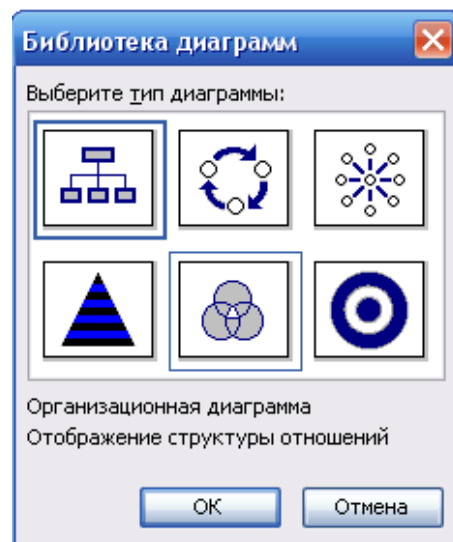 Библиотека диаграмм
Выберите тип диаграммы:
Организационная диаграмма
Отображение структуры отношений
ОК
Отмена